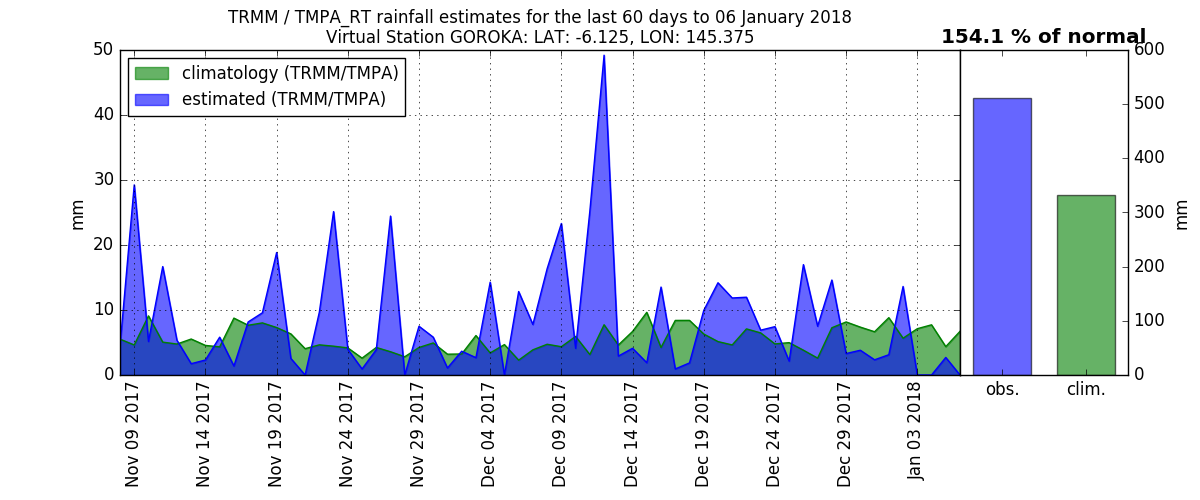 TRMM / TMPA_RT rainfall estimates for the last 60 days to 06 January 2018
Virtual Station GOROKA: LAT: -6.125, LON: 145.375
154.1 % of normal
climatology (TRMM/TMPA)
estimated (TRMM/TMPA)
50
40
30
20
10
0
mm
Nov 09 2017
Nov 14 2017
Nov 19 2017
Nov 24 2017
Nov 29 2017
Dec 04 2017
Dec 09 2017
Dec 14 2017
Dec 19 2017
Dec 24 2017
Dec 29 2017
Jan 03 2018
600
500
400
300
200
100
0
mm
obs.
clim.